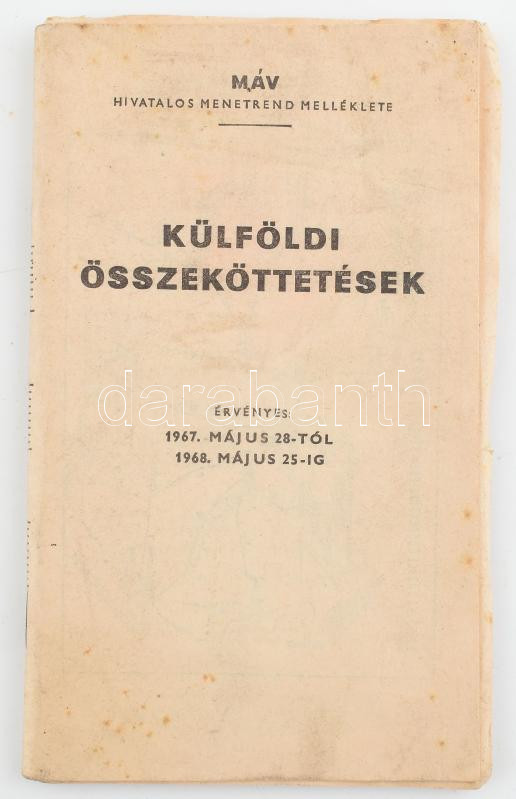 MÁV
HIVATALOS MENETREND MELLÉKLETE
KÜLFÖLDI
ÖSSZEKÖTTETÉSEK
darabanth
ÉRVÉNYES:
1967. MÁJUS 28-TÓL
1968. MÁJUS 25-IG